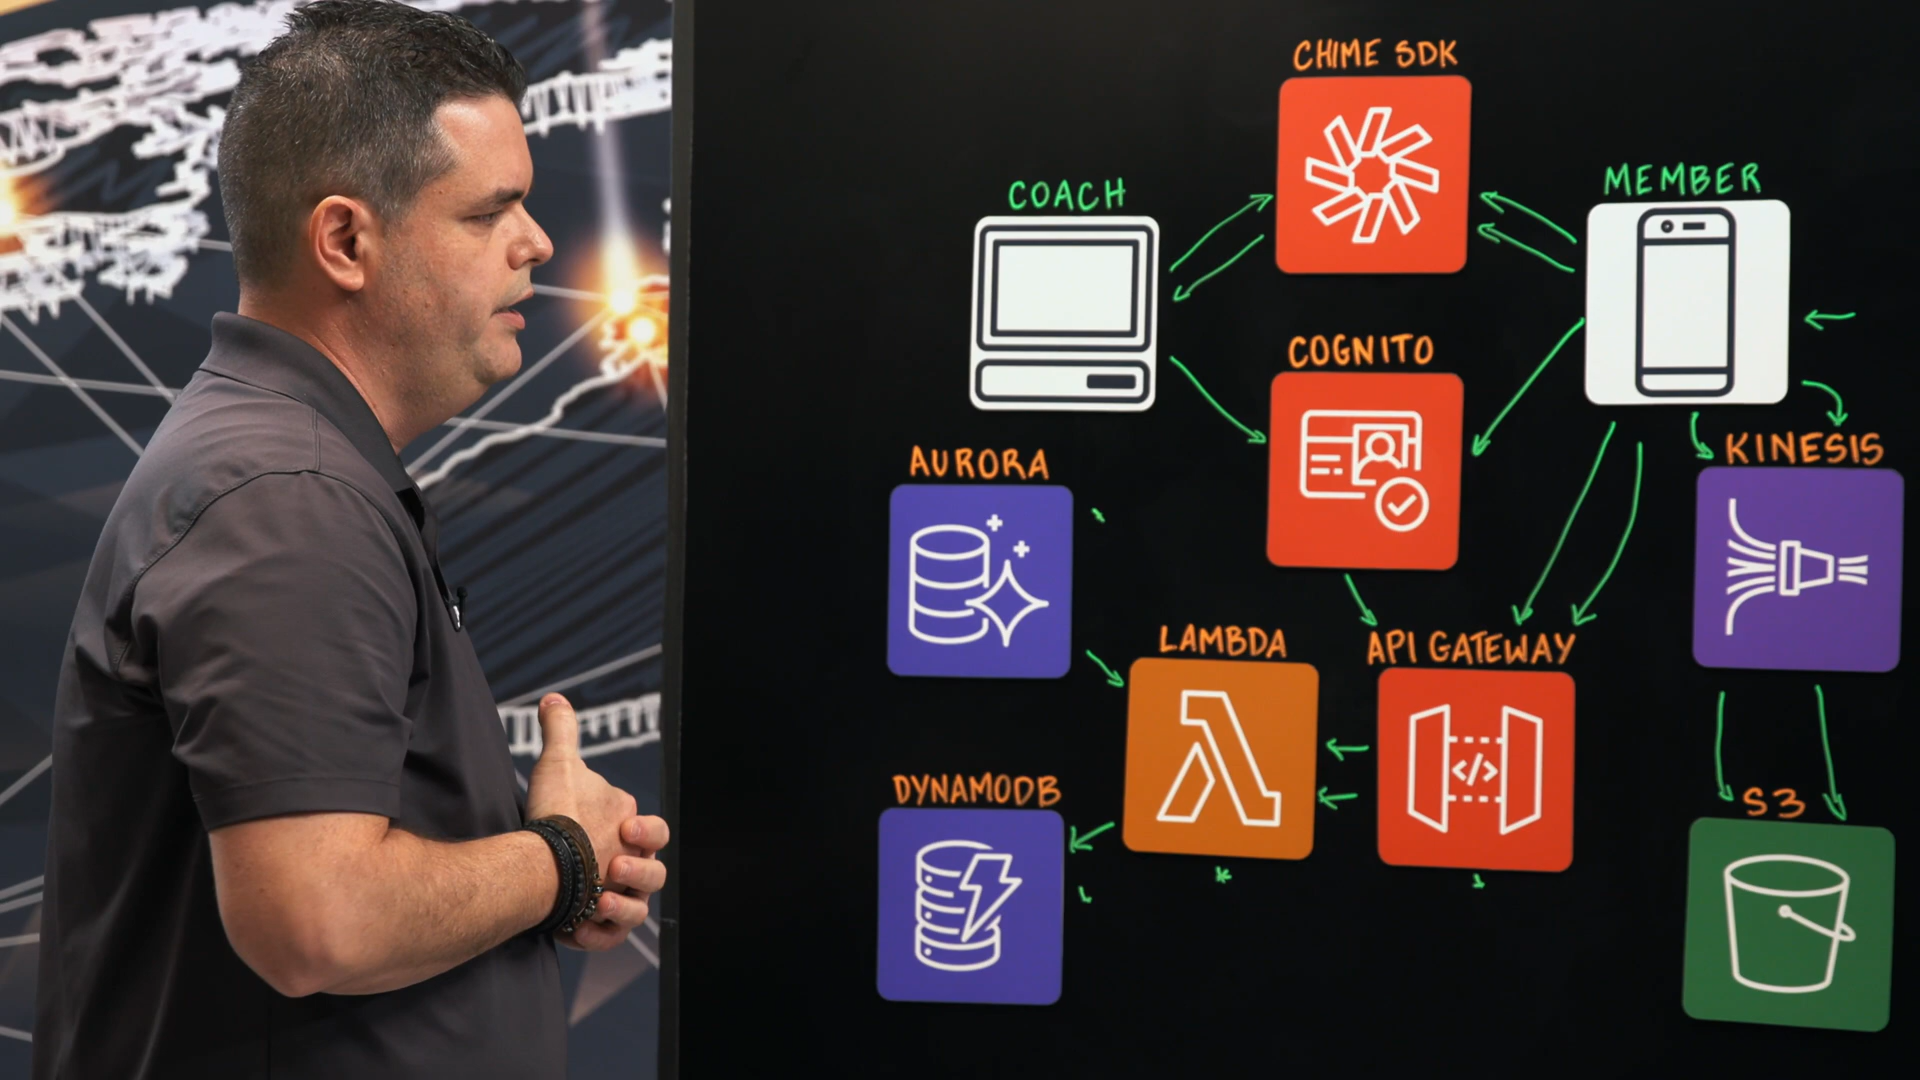 CHIME SDK
COACH
MEMBER
COGNITO
AURORA
KINESIS
LAMBDA
API GATEWAY
</>
DYNAMODB
S3